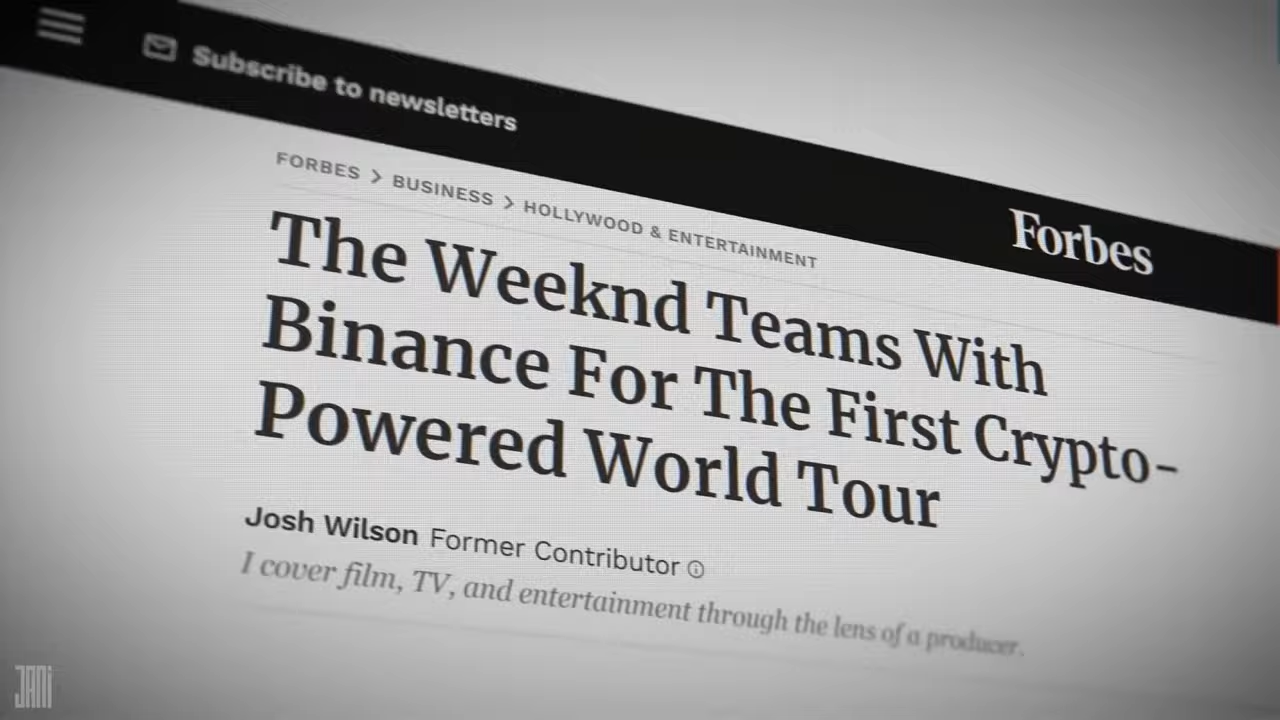 Subscribe to newsletters
Forbes
FORBES > BUSINESS > HOLLYWOOD & ENTERTAINMENT
The Weeknd Teams With
Binance For The First Crypto-
Powered World Tour
Josh Wilson Former Contributor
I cover film, TV, and entertainment through the lens of a producer.
JANI